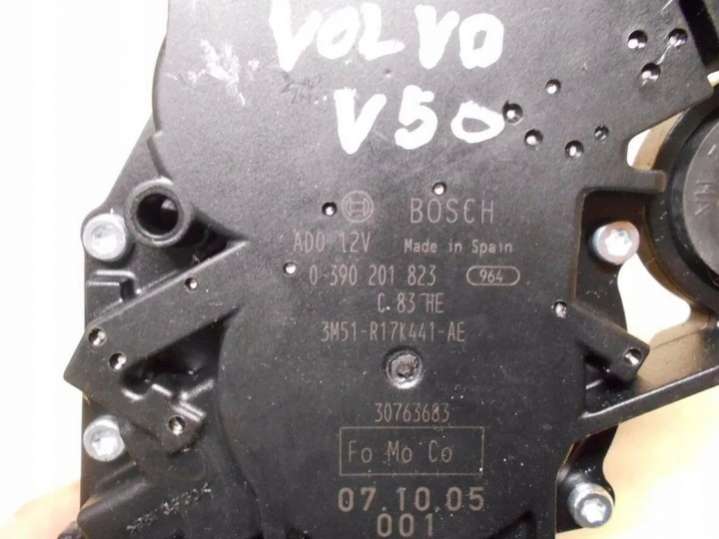 VOLVO
V50
BOSCH
AD0 12V Made in Spain
0-390 201 823 964
C 83 HE
3M51-R17K441-AE
30763683
Fo Mo Co
07.10.05
001